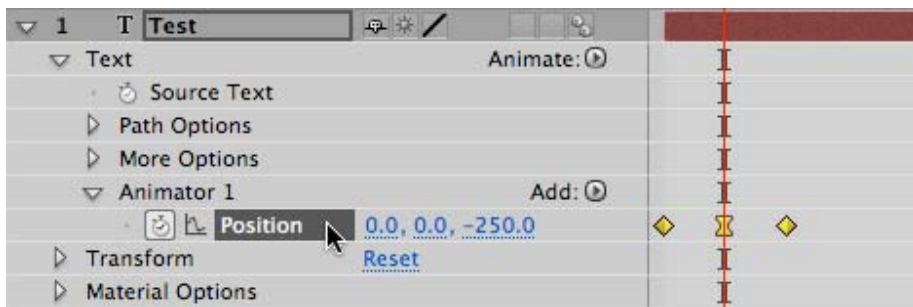 1 T Test
Text Animate:
Source Text
Path Options
More Options
Animator 1 Add:
Position 0.0, 0.0, -250.0
Transform Reset
Material Options